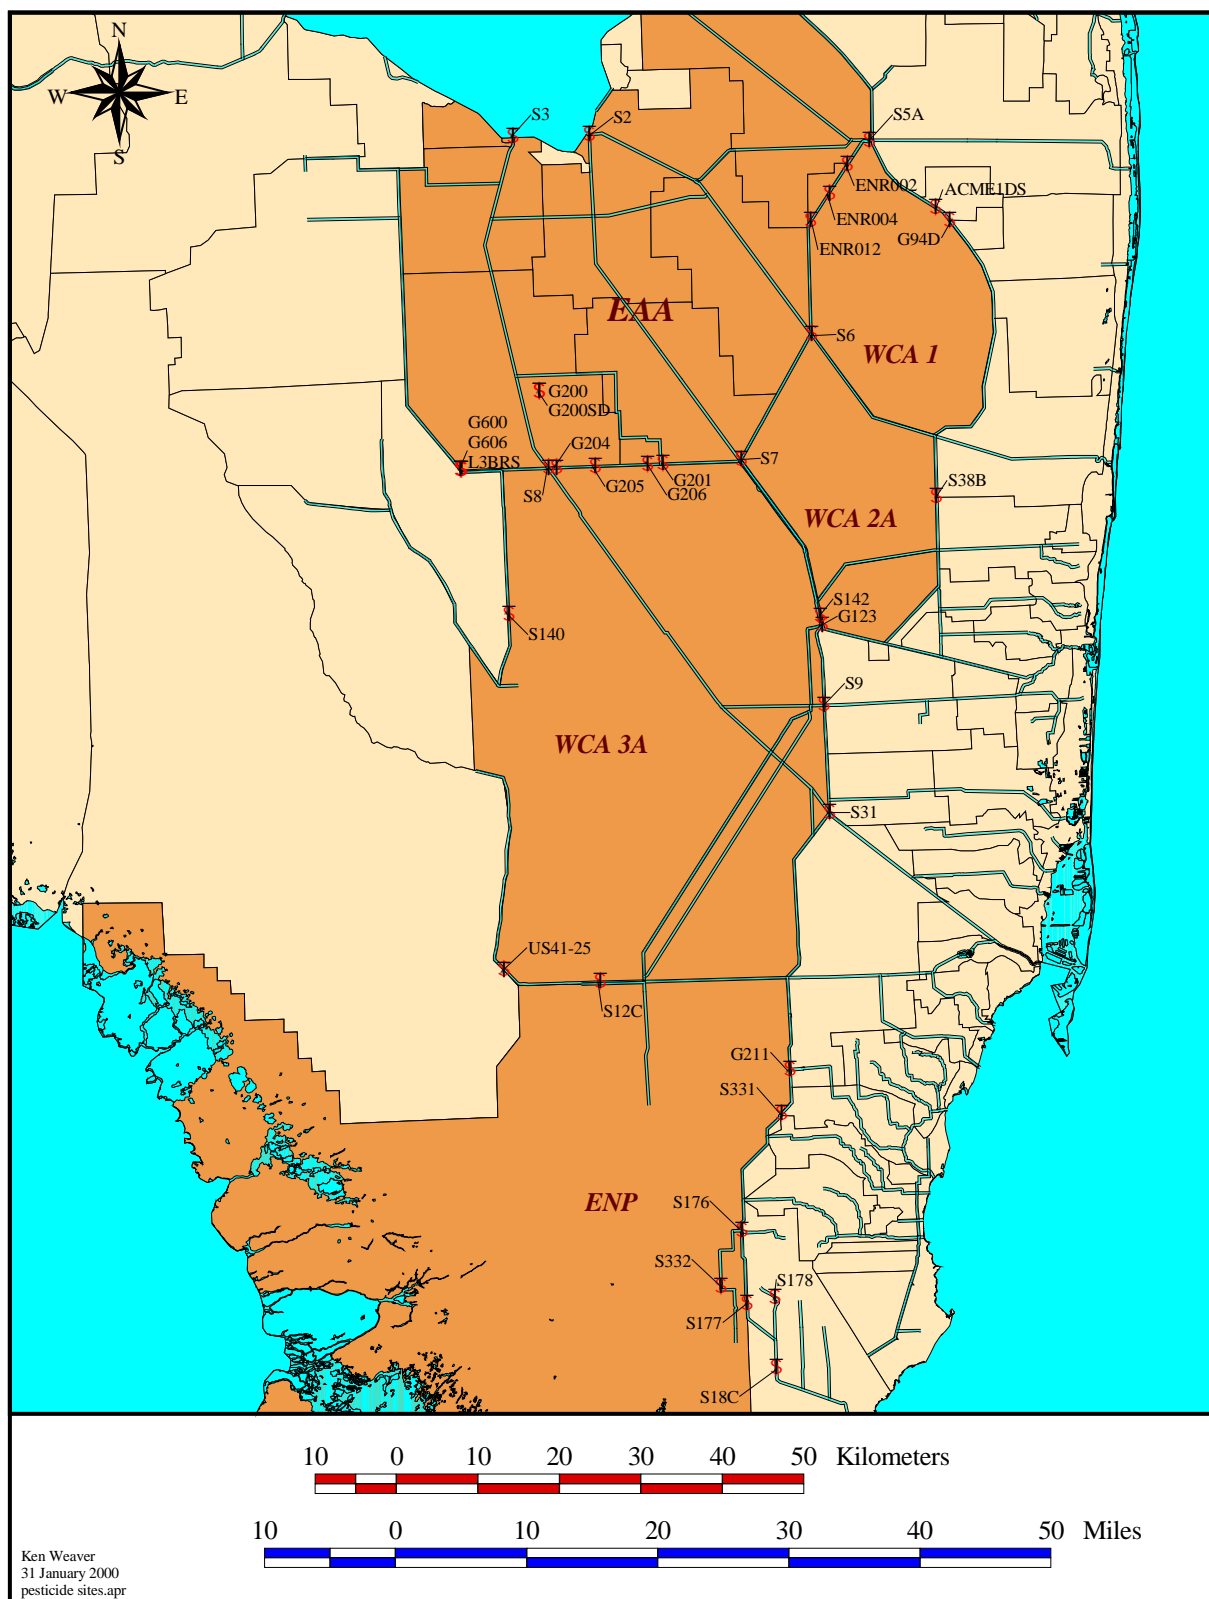 N
W
E
S
S3
S2
S5A
ENR002
ACME1DS
ENR004
G94D
ENR012
EAA
S6
WCA 1
G200
G200SD
G600
G606
L3BRS
G204
S7
G205
G201
S8
G206
S38B
WCA 2A
S142
G123
S140
S9
WCA 3A
S31
US41-25
S12C
G211
S331
ENP
S176
S332
S178
S177
S18C
10 0 10 20 30 40 50 Kilometers
10 0 10 20 30 40 50 Miles
Ken Weaver
31 January 2000
pesticide sites.apr